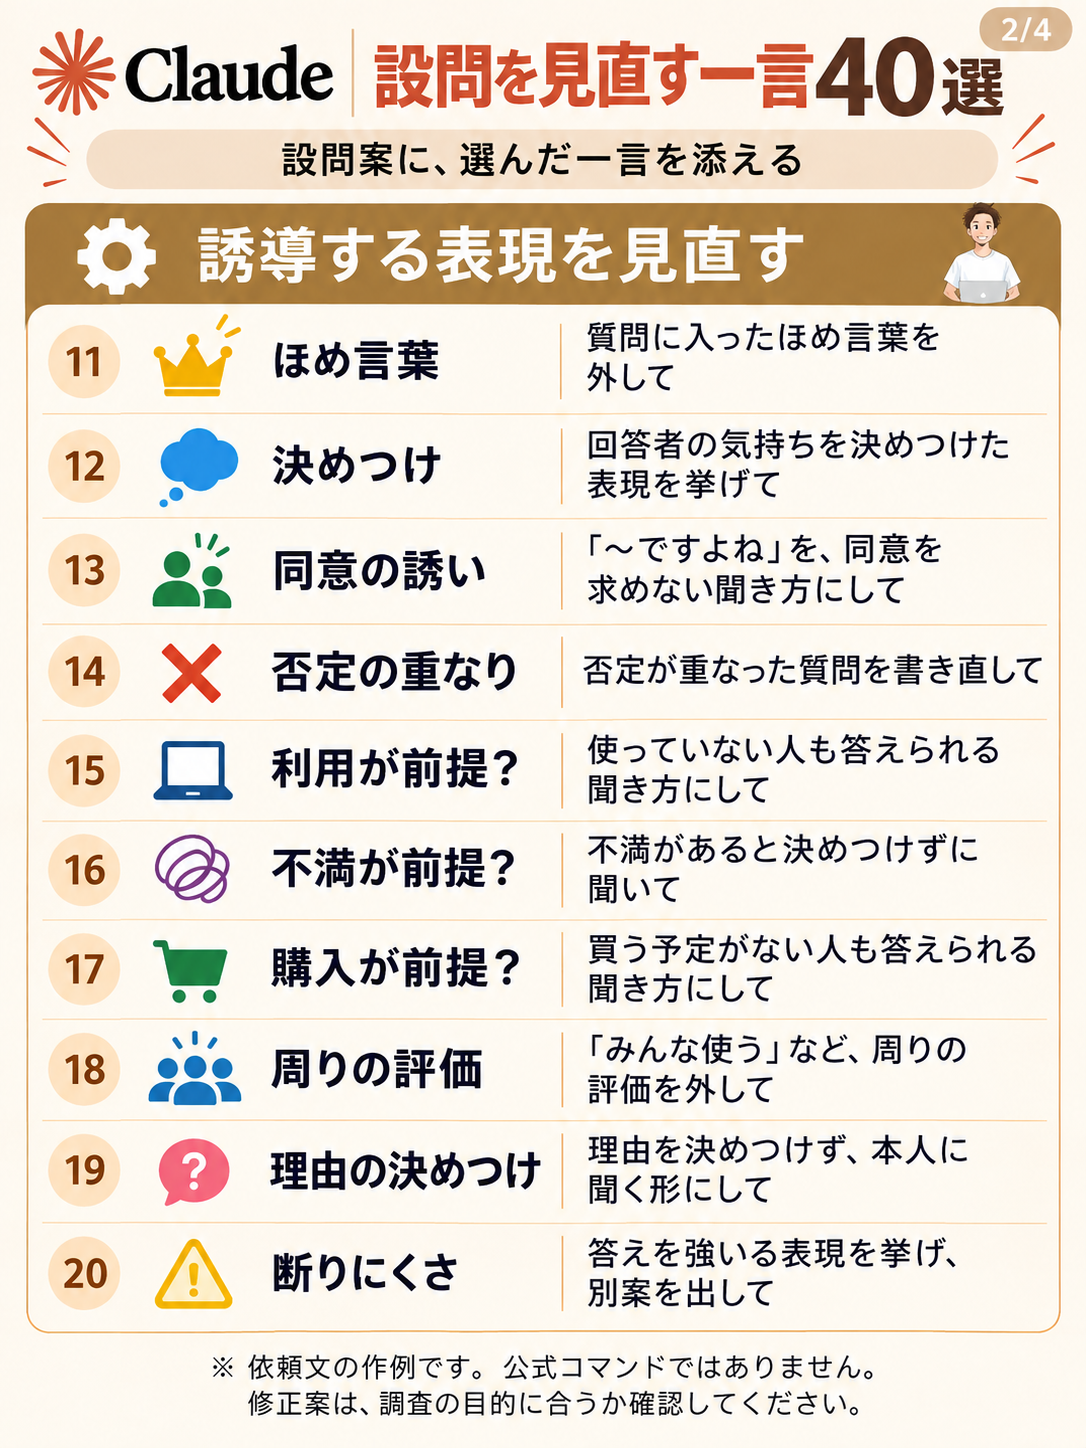 2/4
Claude
設問を見直す一言40選
設問案に、選んだ一言を添える
誘導する表現を見直す
11
ほめ言葉
質問に入ったほめ言葉を
外して
12
決めつけ
回答者の気持ちを決めつけた
表現を挙げて
13
同意の誘い
「～ですよね」を、同意を
求めない聞き方にして
14
否定の重なり
否定が重なった質問を書き直して
15
利用が前提？
使っていない人も答えられる
聞き方にして
16
不満が前提？
不満があると決めつけずに
聞いて
17
購入が前提？
買う予定がない人も答えられる
聞き方にして
18
周りの評価
「みんな使う」など、周りの
評価を外して
19
?
理由の決めつけ
理由を決めつけず、本人に
聞く形にして
20
!
断りにくさ
答えを強いる表現を挙げ、
別案を出して
※ 依頼文の作例です。公式コマンドではありません。
修正案は、調査の目的に合うか確認してください。